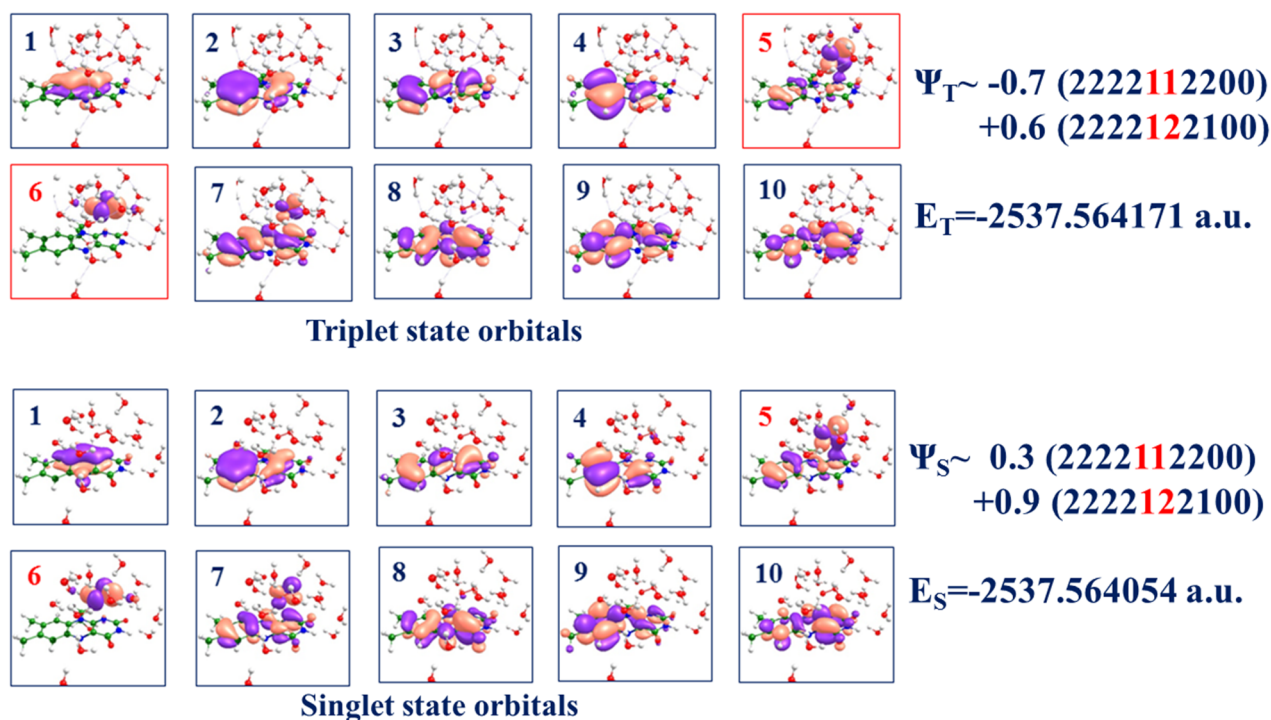 1 2 3 4 5
Ψ_T~ -0.7 (2222112200)
+0.6 (2222122100)
6 7 8 9 10
E_T=-2537.564171 a.u.
Triplet state orbitals
1 2 3 4 5
Ψ_S~ 0.3 (2222112200)
+0.9 (2222122100)
6 7 8 9 10
E_S=-2537.564054 a.u.
Singlet state orbitals